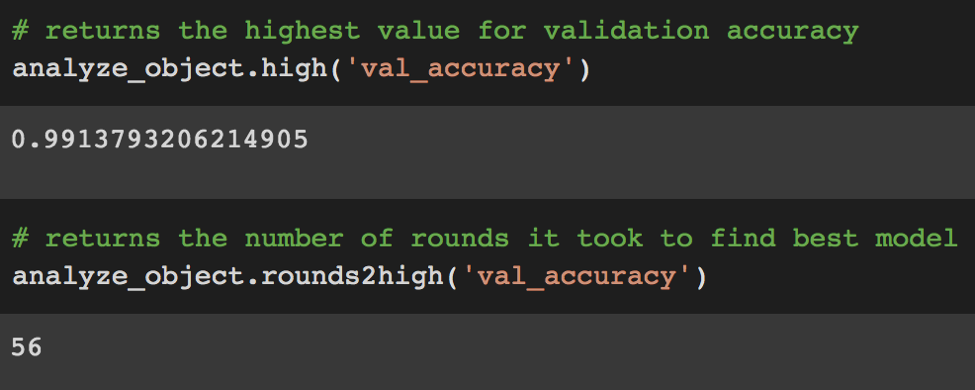 # returns the highest value for validation accuracy
analyze_object.high('val_accuracy')
0.9913793206214905
# returns the number of rounds it took to find best model
analyze_object.rounds2high('val_accuracy')
56